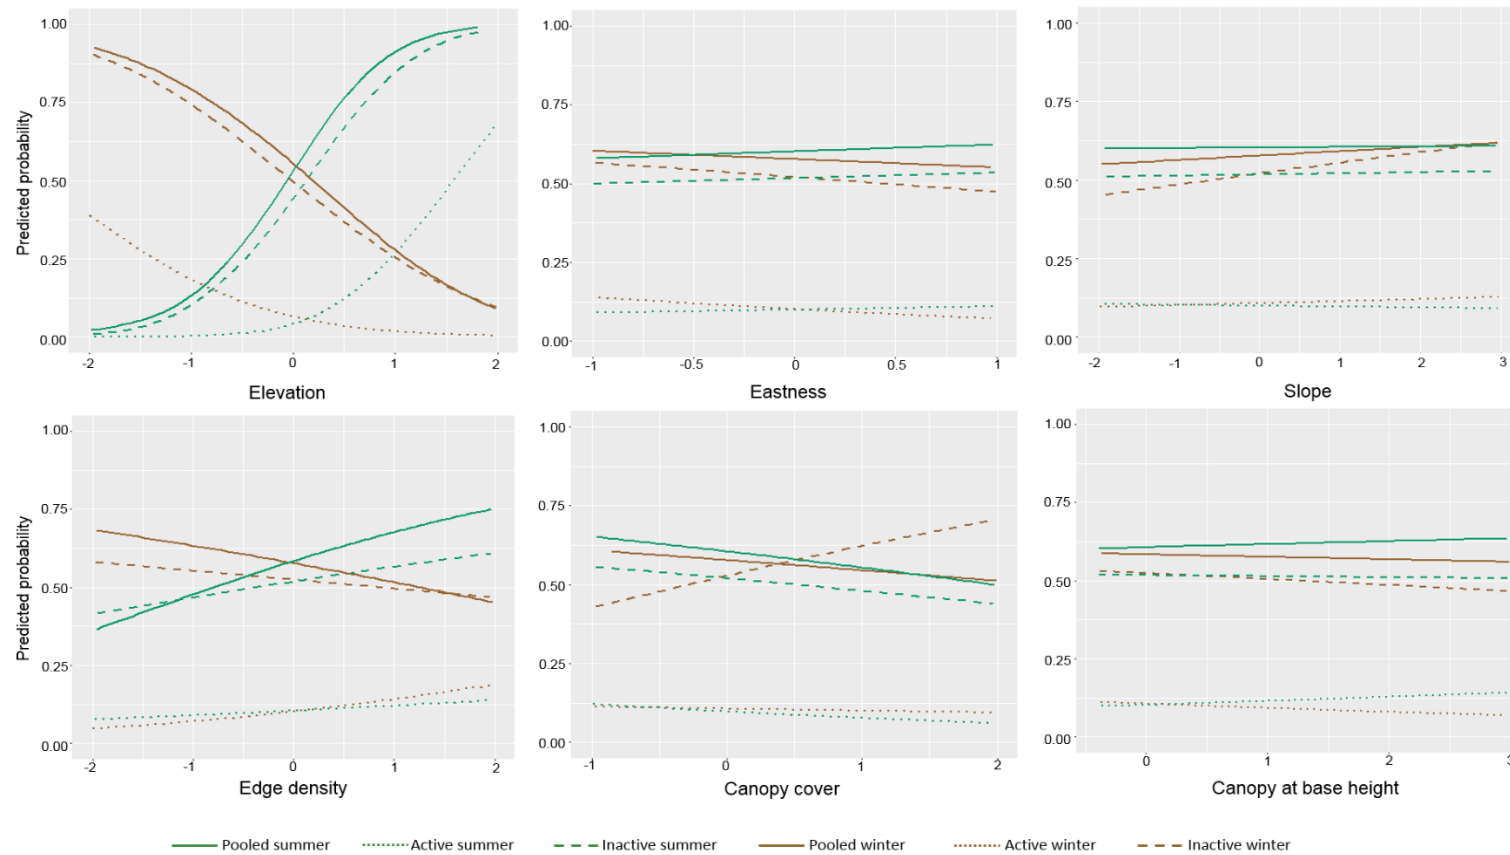 1.00
0.75
0.50
0.25
0.00
Predicted probability
-2 -1 0 1 2
Elevation
1.00
0.75
0.50
0.25
0.00
-1 -0.5 0 0.5 1
Eastness
1.00
0.75
0.50
0.25
0.00
-2 -1 0 1 2 3
Slope
1.00
0.75
0.50
0.25
0.00
Predicted probability
-2 -1 0 1 2
Edge density
1.00
0.75
0.50
0.25
0.00
-1 0 1 2
Canopy cover
1.00
0.75
0.50
0.25
0.00
0 1 2 3
Canopy at base height
Pooled summer Active summer Inactive summer Pooled winter Active winter Inactive winter